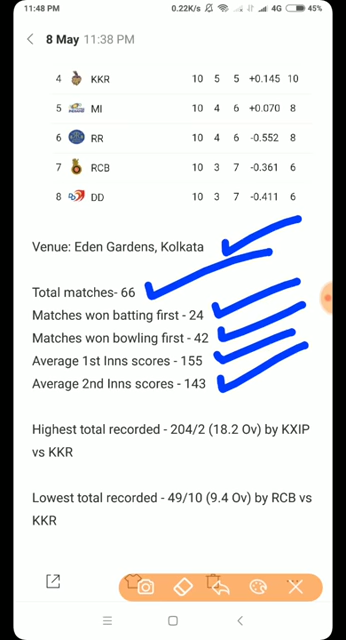 11:48 PM 0.22K/s 4G 45%
8 May 11:38 PM
4 KKR 10 5 5 +0.145 10
5 MI 10 4 6 +0.070 8
6 RR 10 4 6 -0.552 8
7 RCB 10 3 7 -0.361 6
8 DD 10 3 7 -0.411 6
Venue: Eden Gardens, Kolkata
Total matches- 66
Matches won batting first - 24
Matches won bowling first - 42
Average 1st Inns scores - 155
Average 2nd Inns scores - 143
Highest total recorded - 204/2 (18.2 Ov) by KXIP
vs KKR
Lowest total recorded - 49/10 (9.4 Ov) by RCB vs
KKR